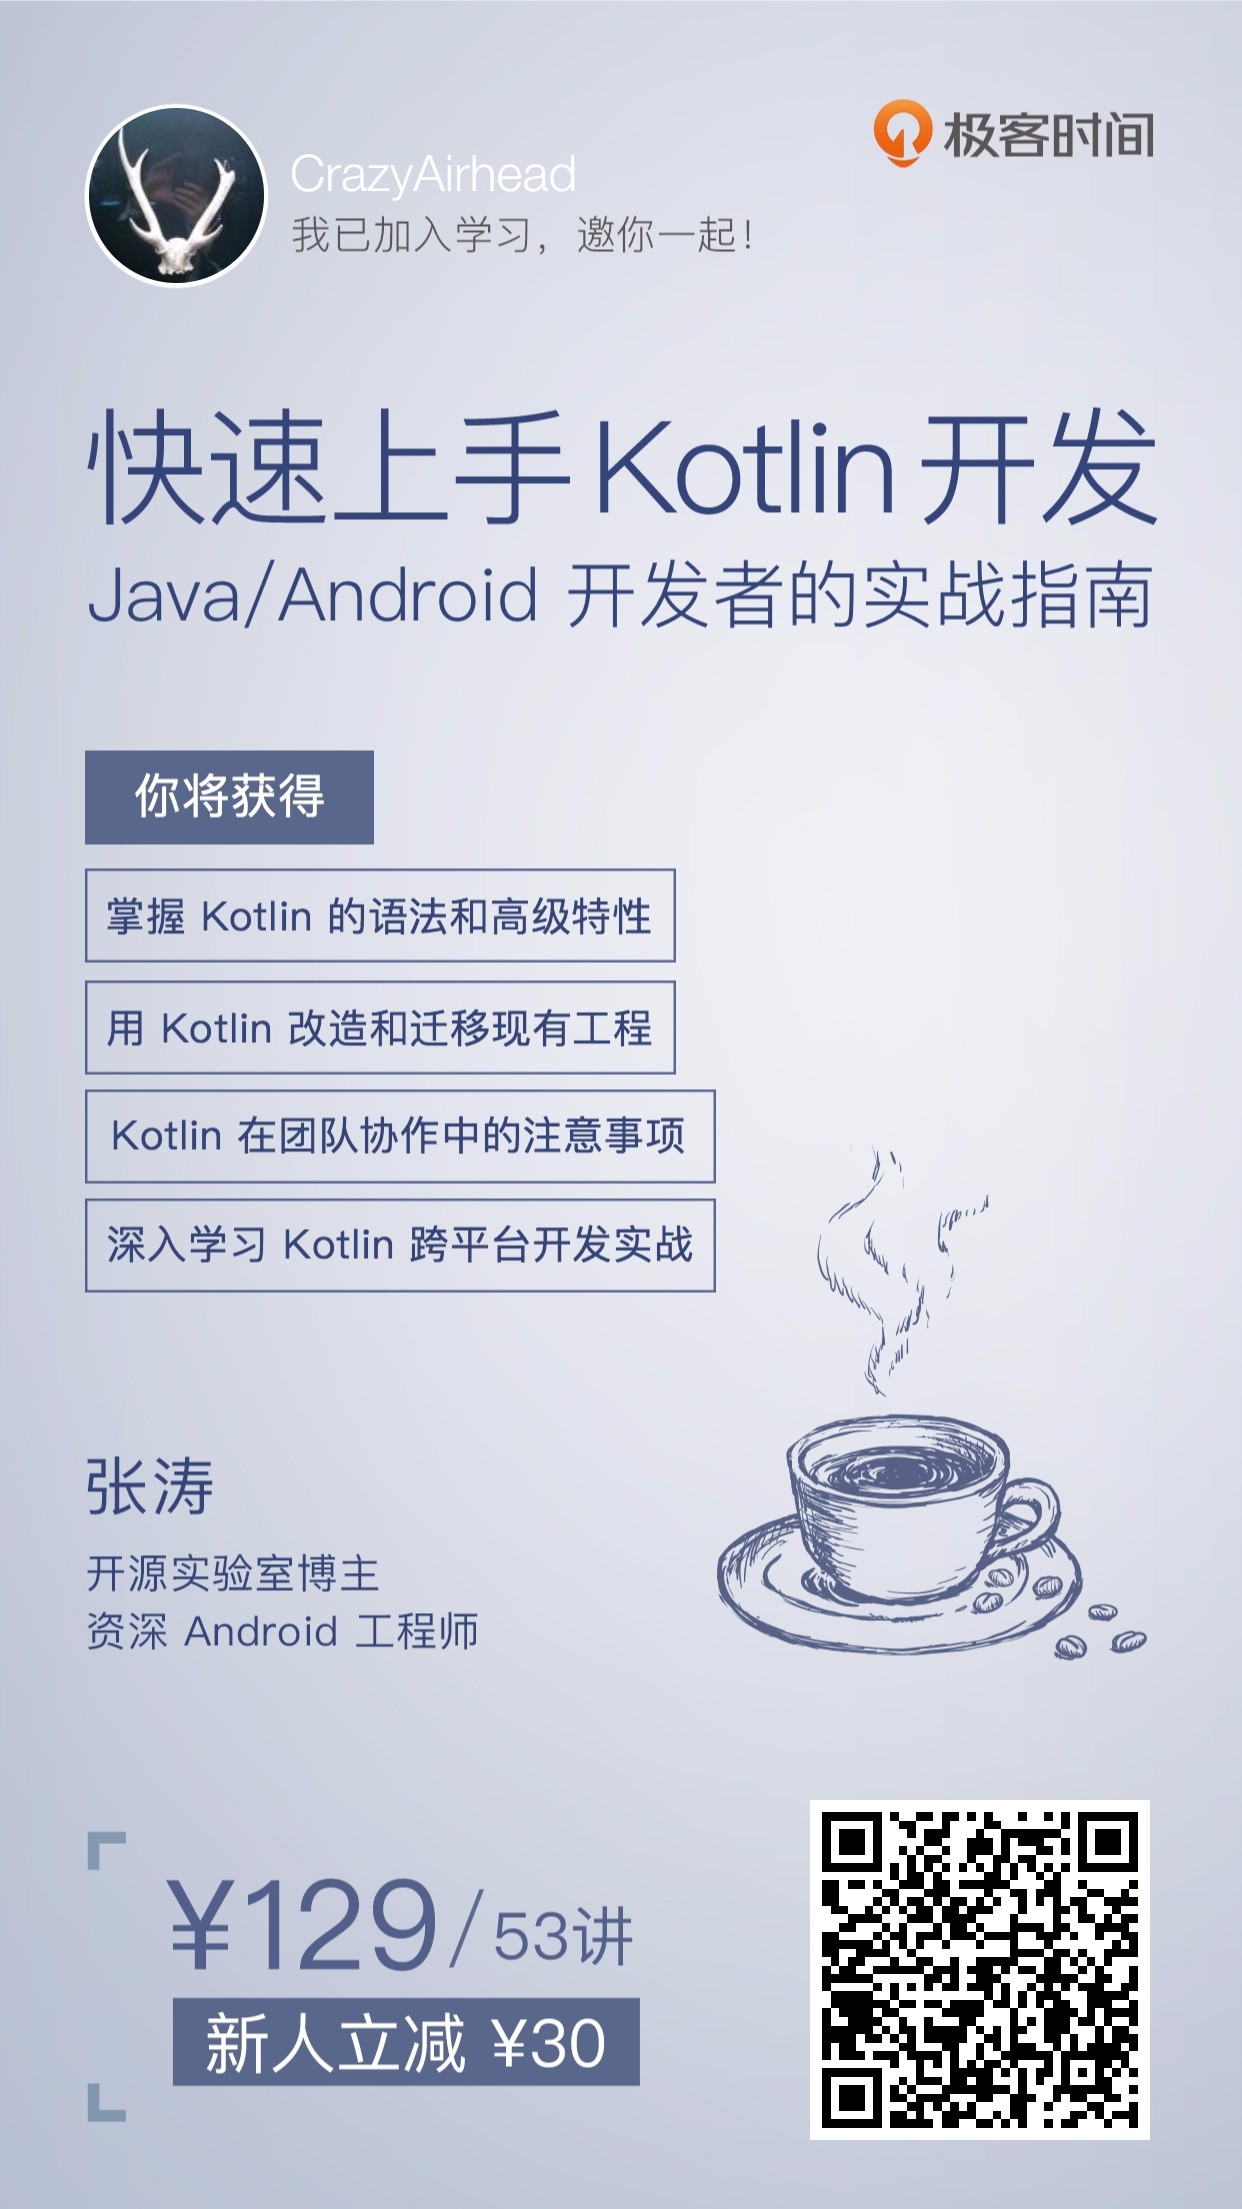 极客时间
CrazyAirhead
我已加入学习，邀你一起！
快速上手Kotlin开发
Java/Android 开发者的实战指南
你将获得
掌握 Kotlin 的语法和高级特性
用 Kotlin 改造和迁移现有工程
Kotlin 在团队协作中的注意事项
深入学习 Kotlin 跨平台开发实战
张涛
开源实验室博主
资深 Android 工程师
¥129/53讲
新人立减 ¥30